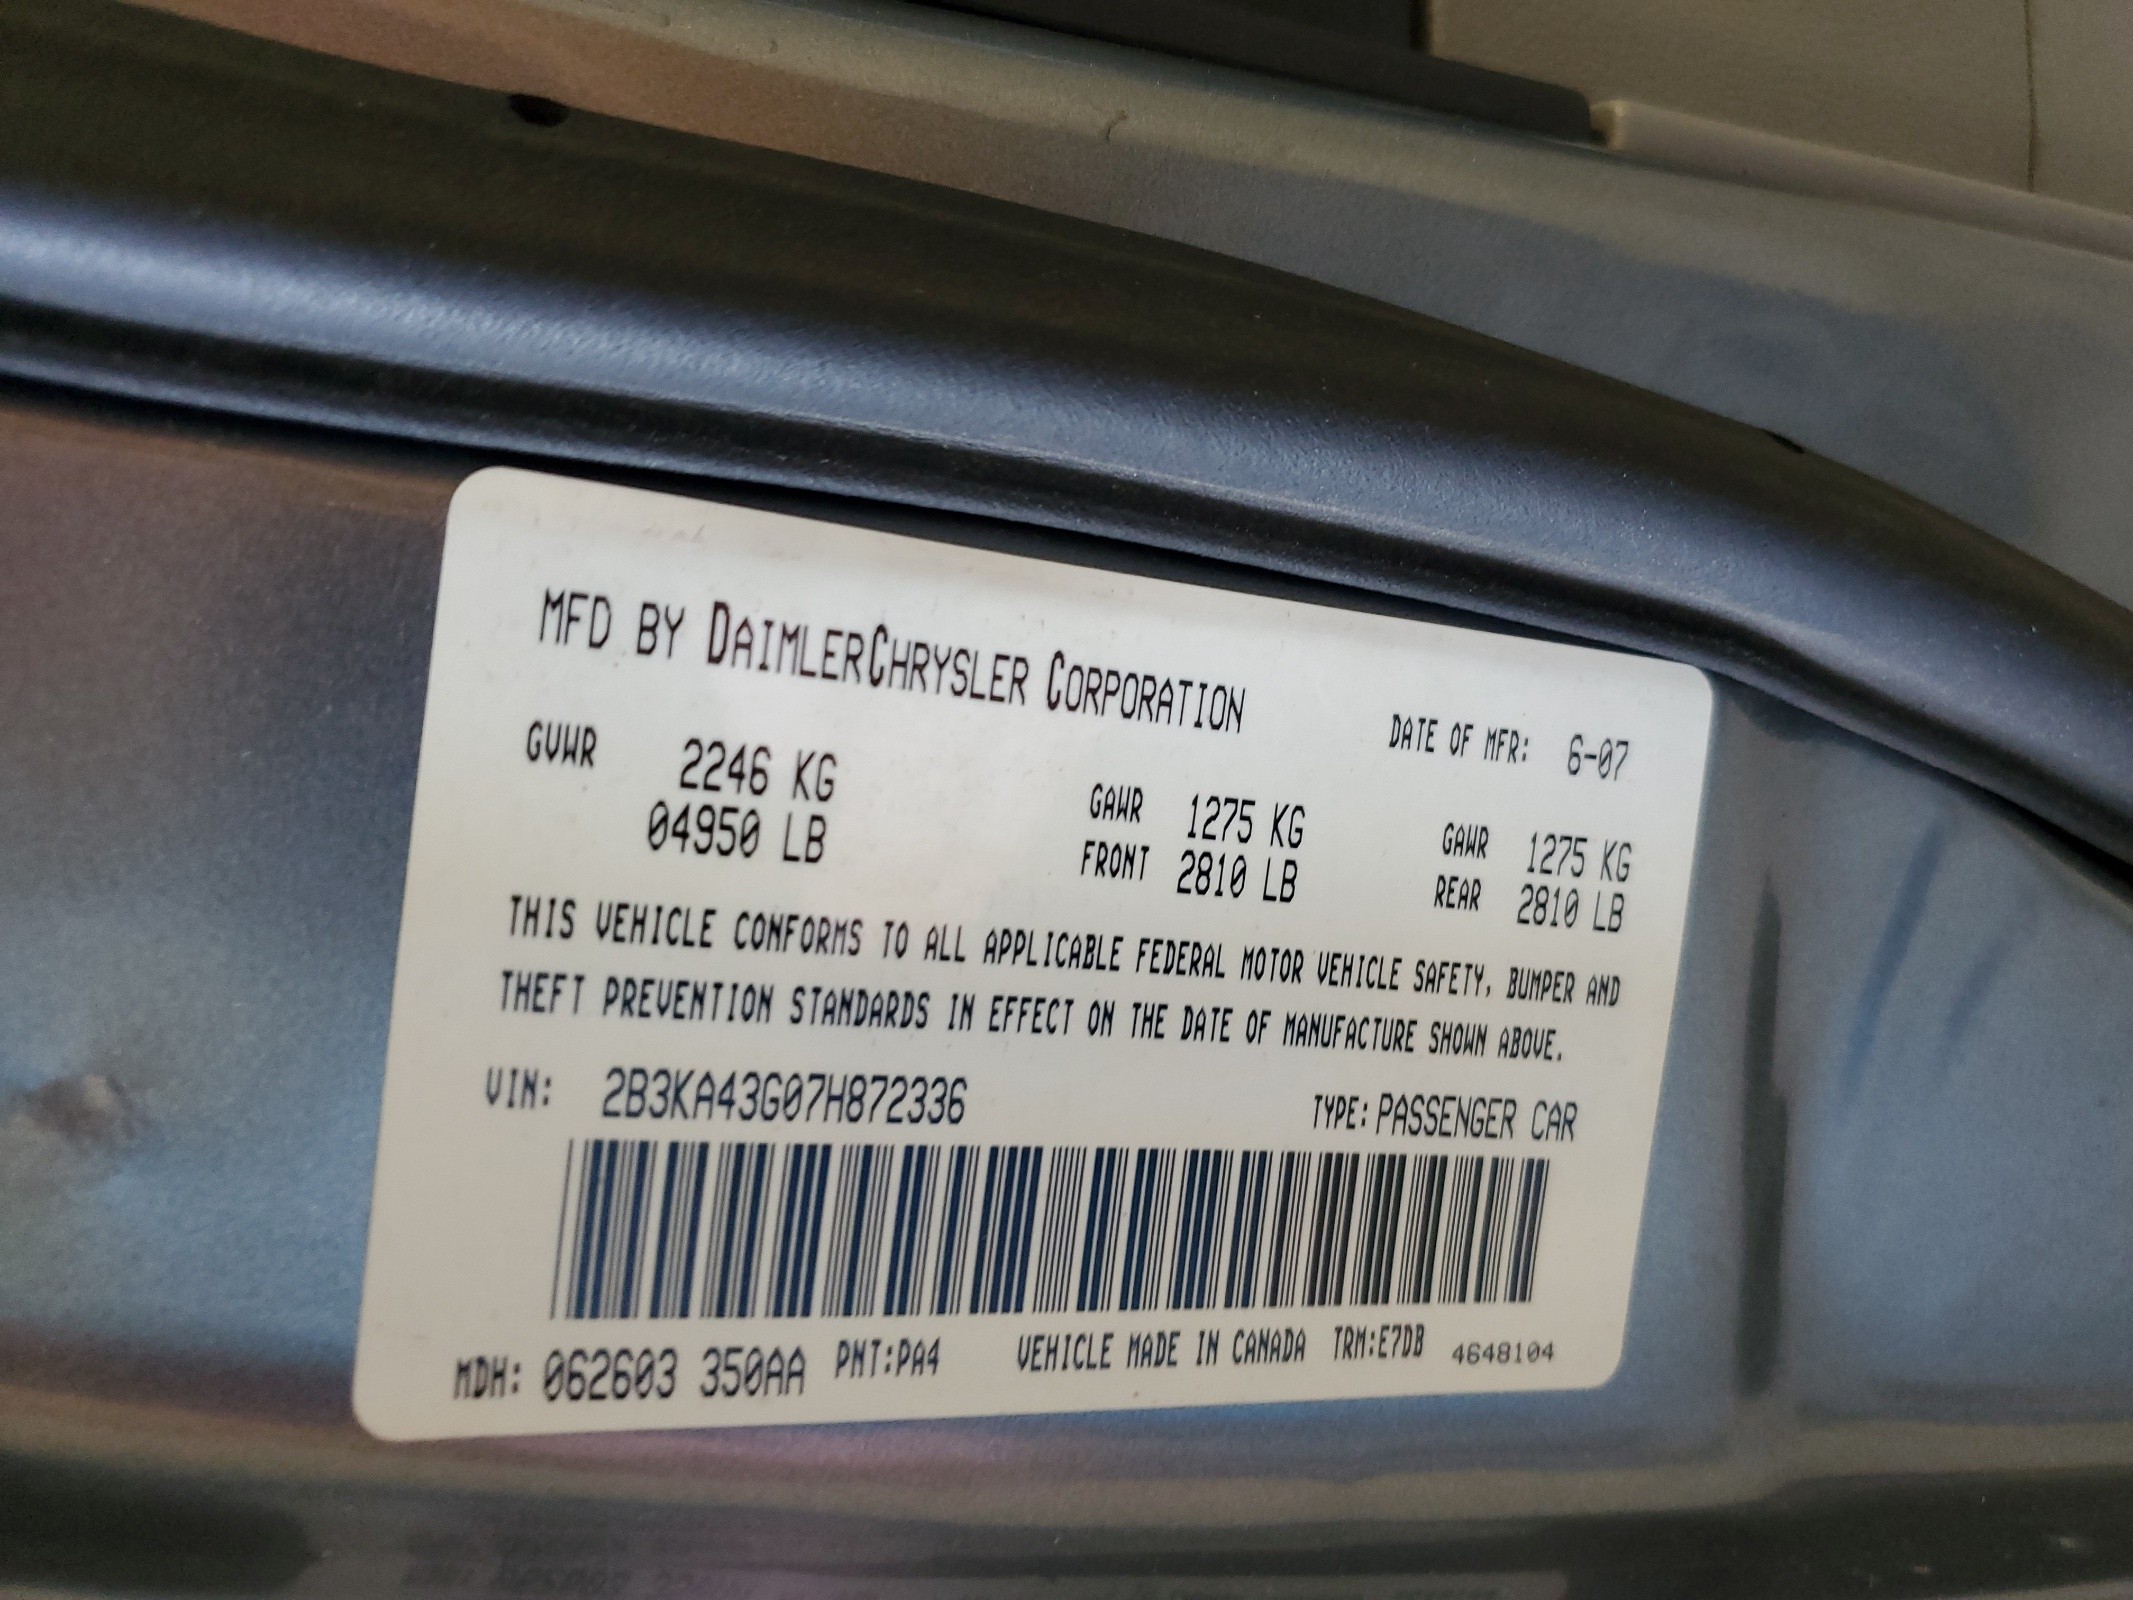 MFD BY DAIMLERCHRYSLER CORPORATION
DATE OF MFR: 6-07
GVWR 2246 KG
04950 LB
GAWR 1275 KG
FRONT 2810 LB
GAWR 1275 KG
REAR 2810 LB
THIS VEHICLE CONFORMS TO ALL APPLICABLE FEDERAL MOTOR VEHICLE SAFETY, BUMPER AND
THEFT PREVENTION STANDARDS IN EFFECT ON THE DATE OF MANUFACTURE SHOWN ABOVE.
VIN: 2B3KA43G07H872336
TYPE: PASSENGER CAR
MDH: 062603 350AA PNT:PA4 VEHICLE MADE IN CANADA TRM:E7DB 4648104